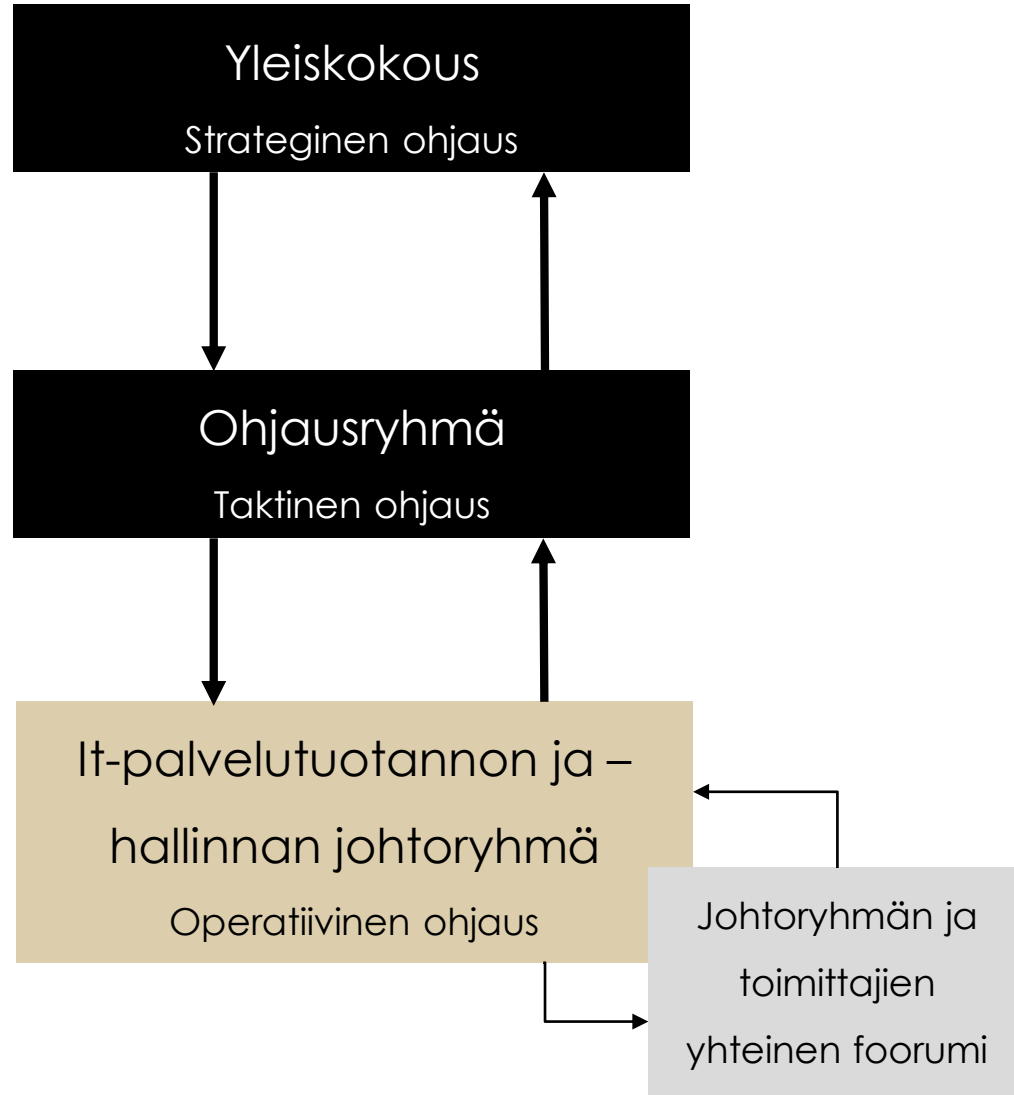 Yleiskokous
Strateginen ohjaus
Ohjausryhmä
Taktinen ohjaus
It-palvelutuotannon ja –
hallinnan johtoryhmä
Operatiivinen ohjaus
Johtoryhmän ja
toimittajien
yhteinen foorumi